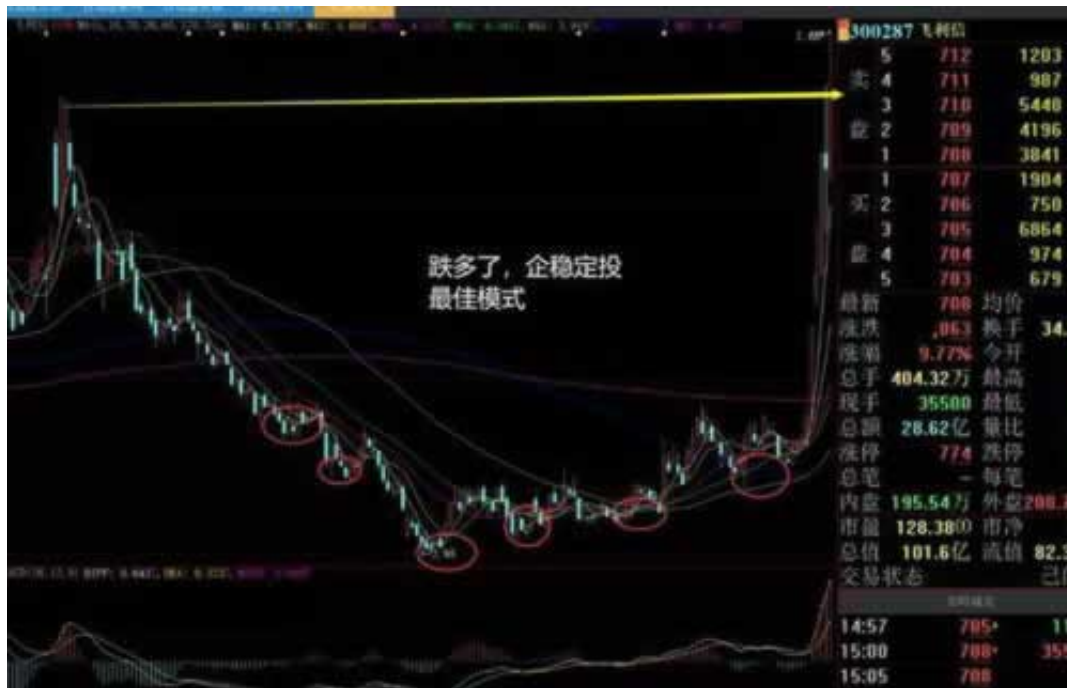 300287 飞利信
5 712 1203
卖 4 711 987
3 710 5440
盘 2 709 4196
1 708 3841
1 707 1904
买 2 706 750
3 705 6864
盘 4 704 974
5 703 679
跌多了，企稳定投
最佳模式
最新 708 均价
涨跌 .063 换手 34.
涨幅 9.77% 今开
总手 404.32万 最高
现手 35500 最低
总额 28.62亿 量比
涨停 774 跌停
总笔 — 每笔
内盘 195.54万 外盘
市盈 128.38 市净
总值 101.6亿 流值 82.3
交易状态
14:57 705
15:00 708
15:05 708